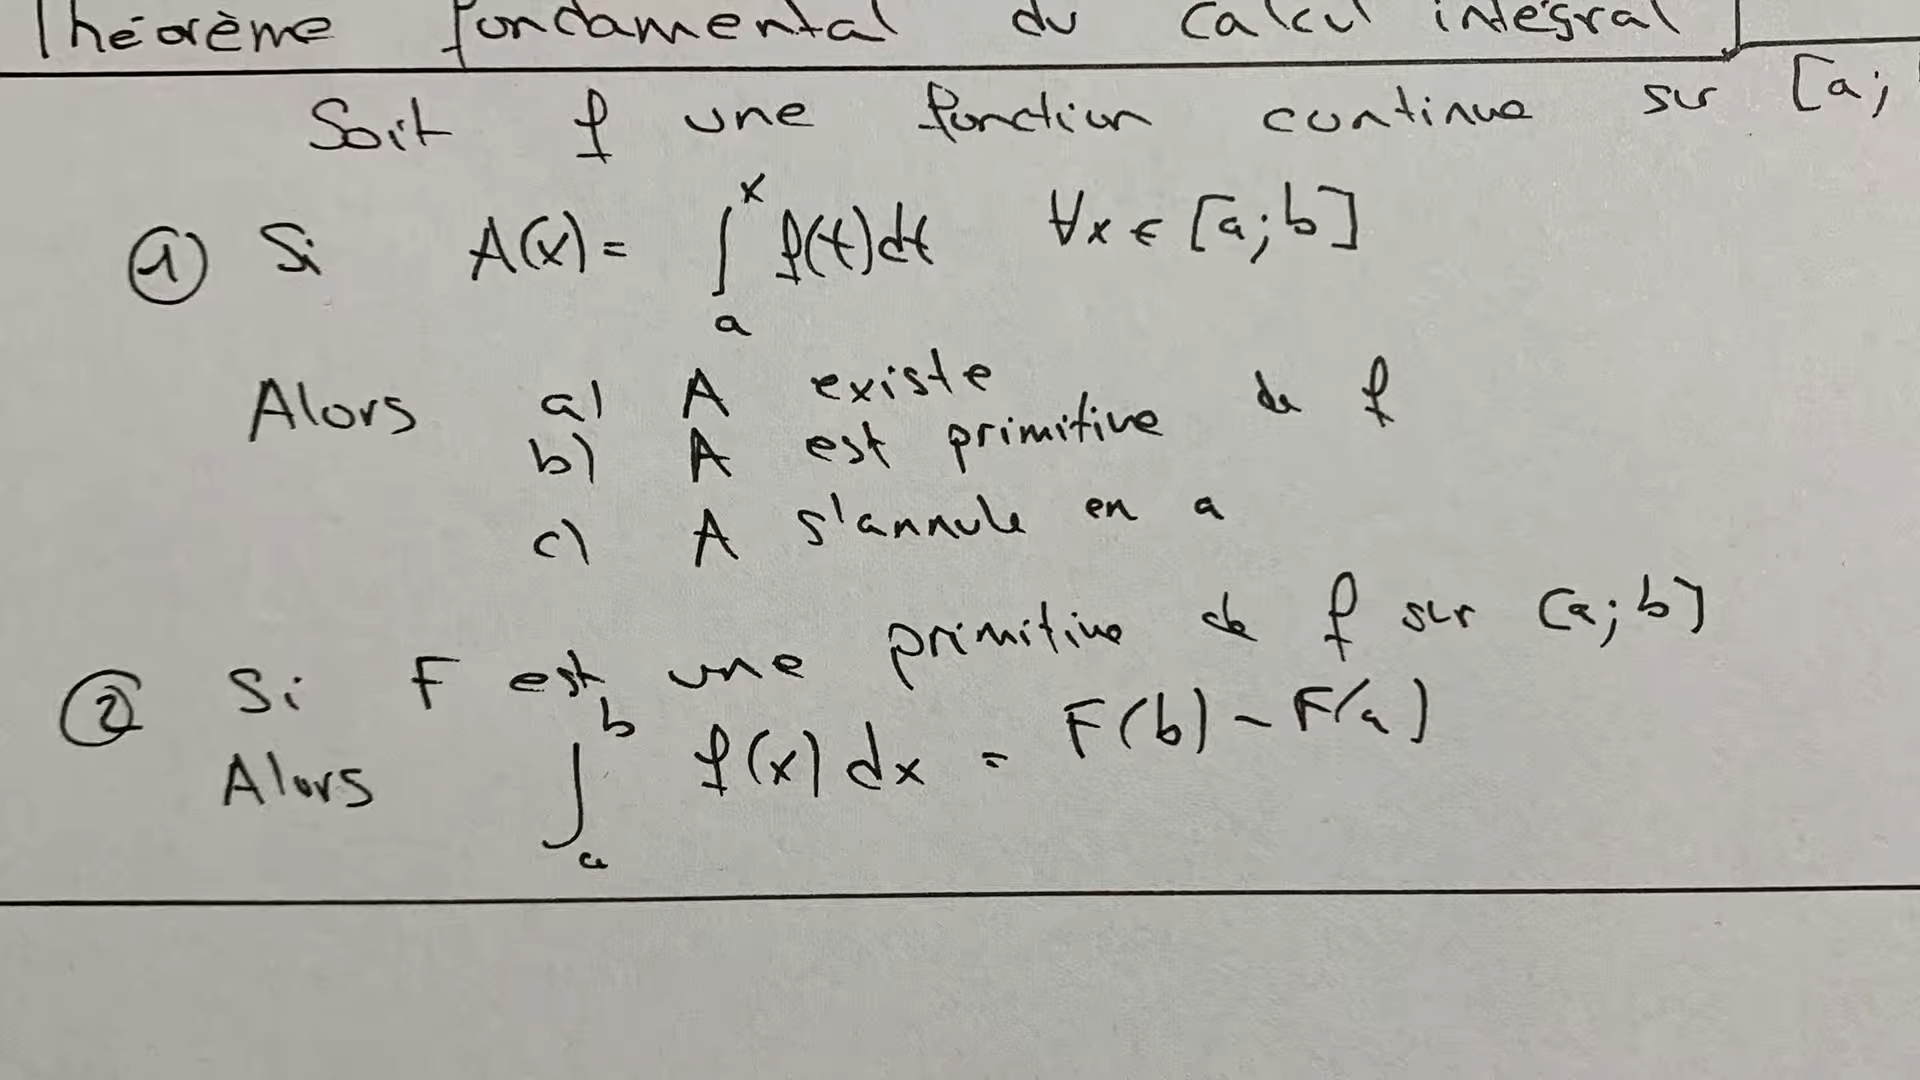 Théorème fondamental du calcul intégral
Soit f une fonction continue sur [a;
① Si A(x) = ∫ₐˣ f(t)dt ∀x ∈ [a;b]
Alors a) A existe
b) A est primitive de f
c) A s'annule en a
② Si F est une primitive de f sur [a;b]
Alors ∫ₐᵇ f(x) dx = F(b) - F(a)